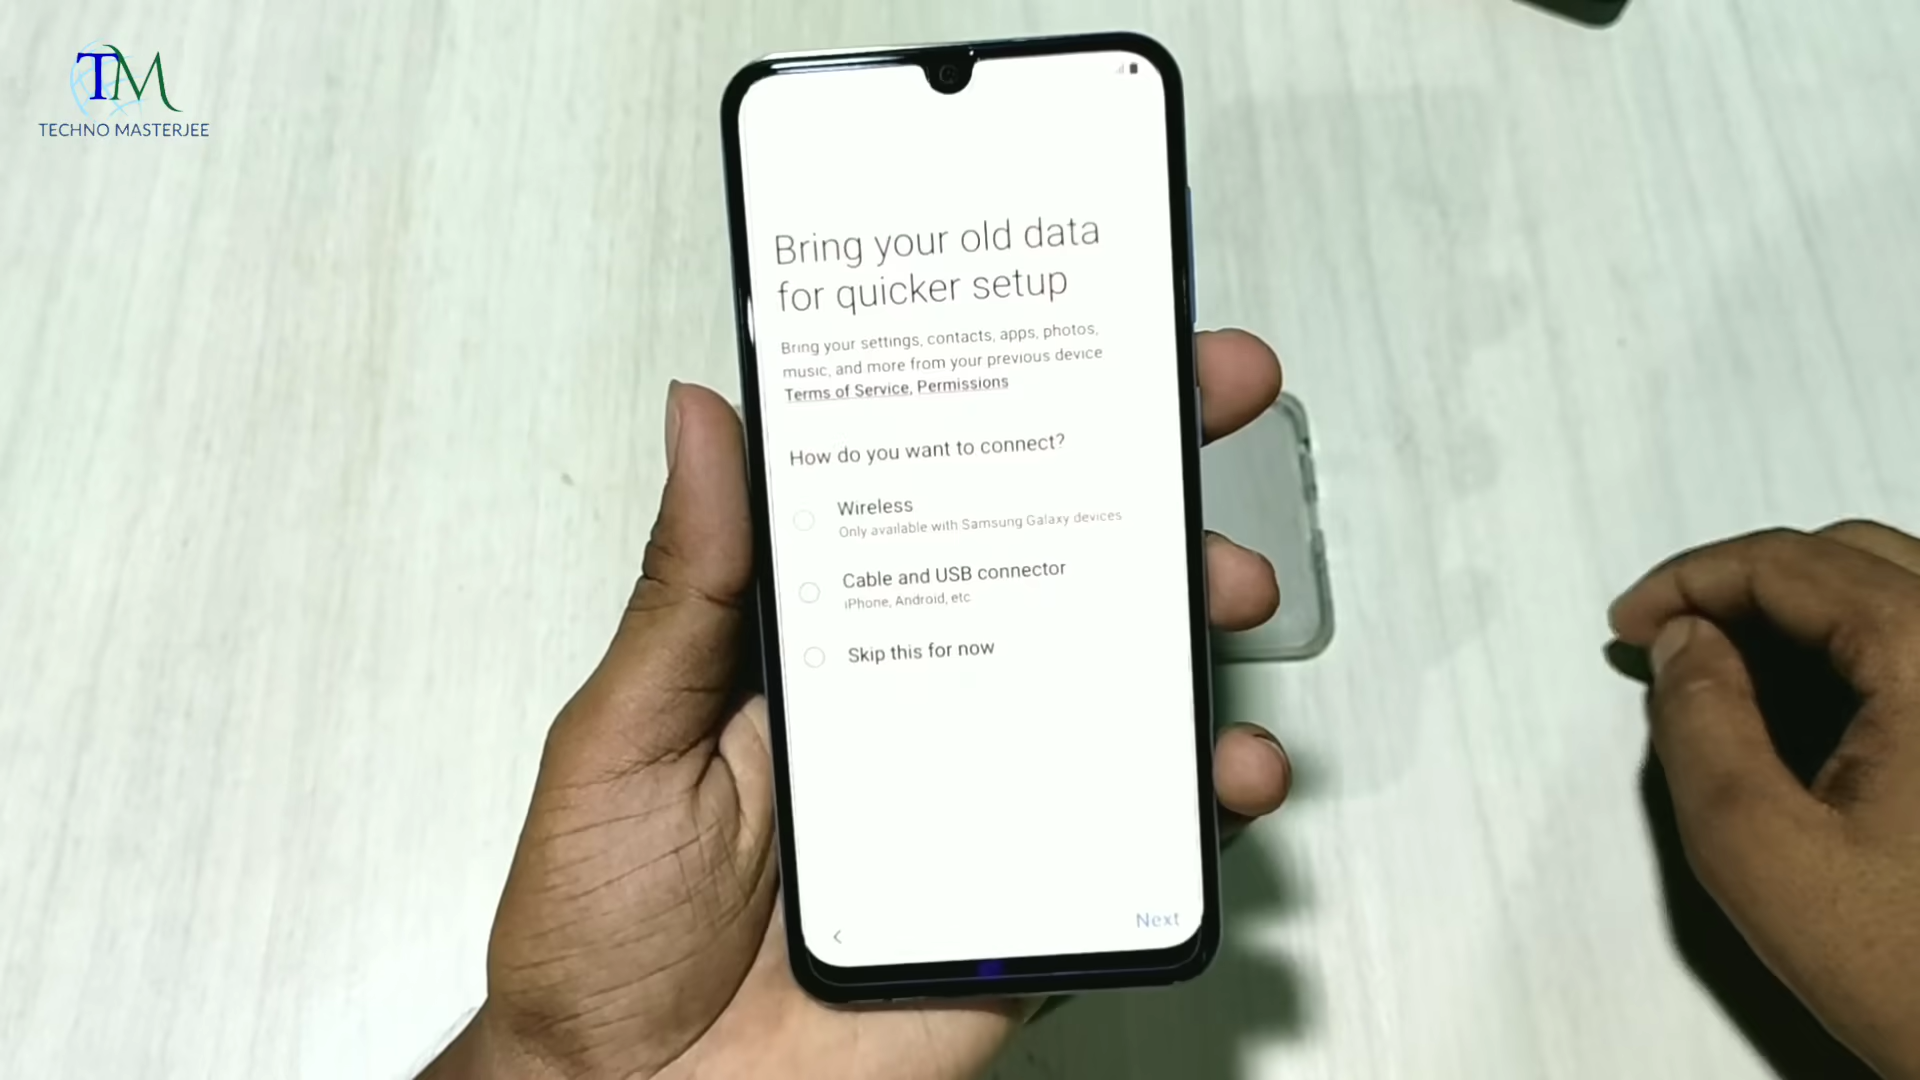 TM
TECHNO MASTERJEE
Bring your old data
for quicker setup
Bring your settings, contacts, apps, photos,
music, and more from your previous device
Terms of Service, Permissions
How do you want to connect?
Wireless
Only available with Samsung Galaxy devices
Cable and USB connector
iPhone, Android, etc
Skip this for now
Next